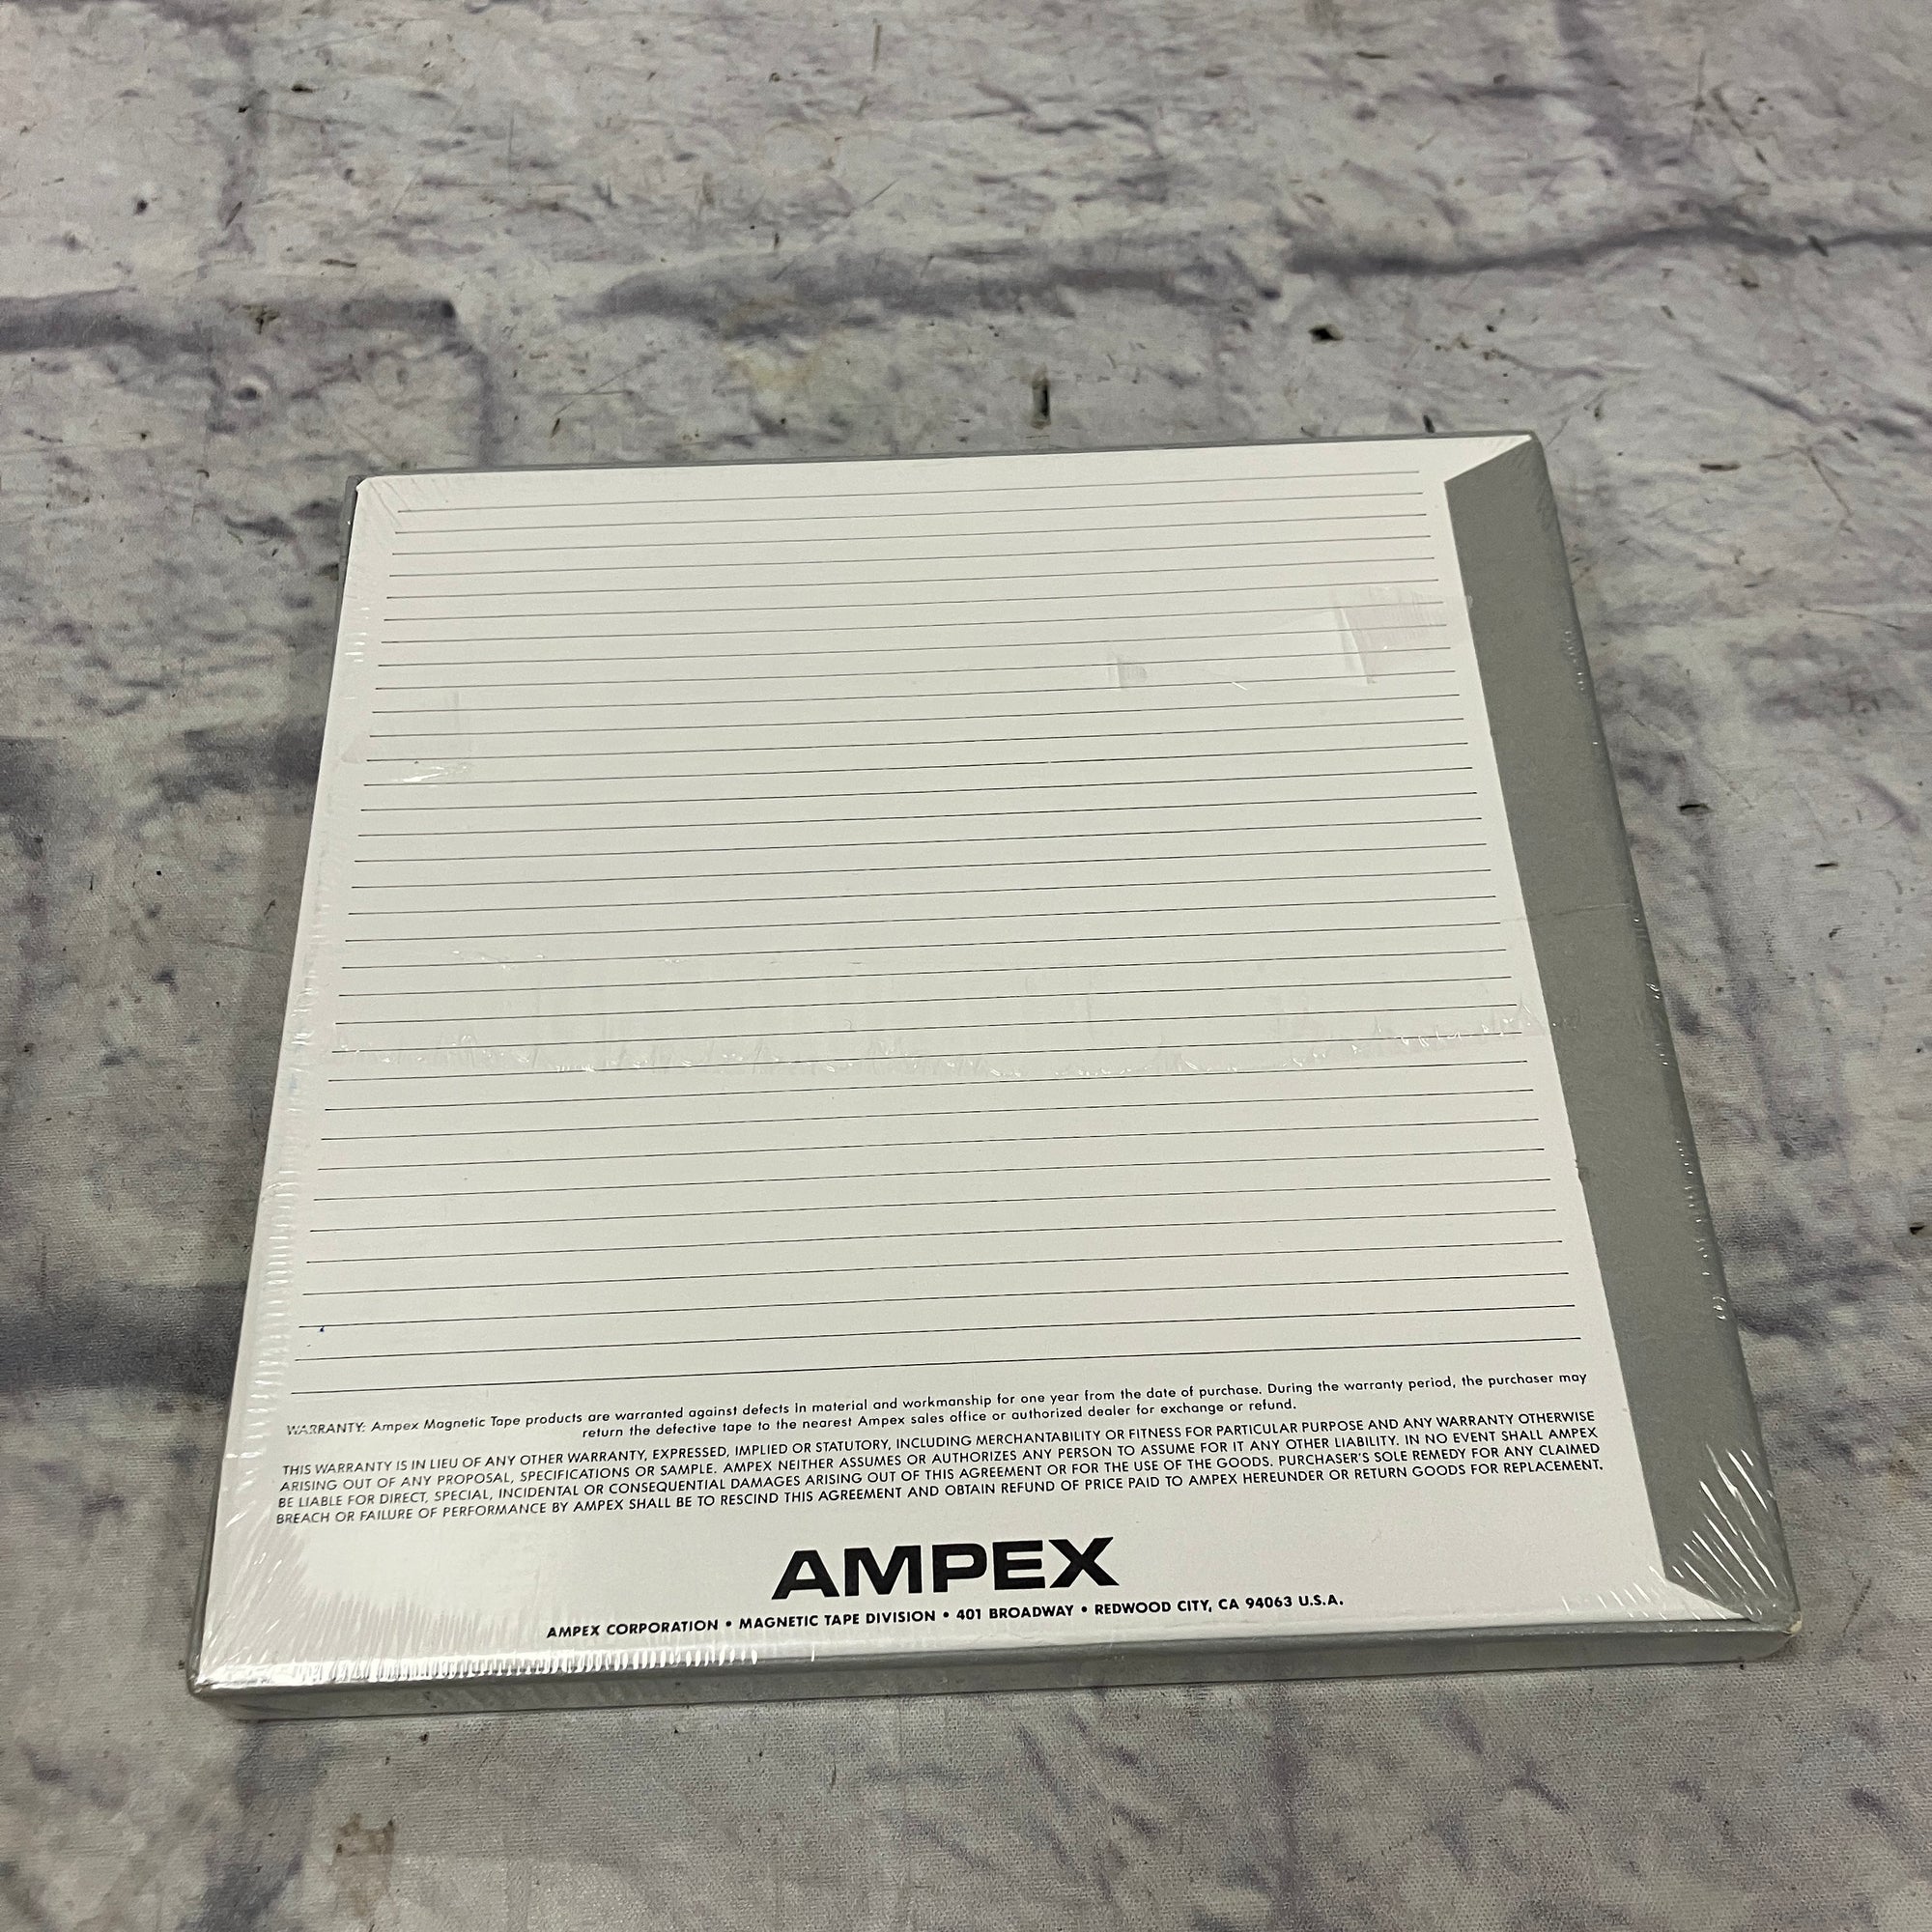 WARRANTY: Ampex Magnetic Tape products are warranted against defects in material and workmanship for one year from the date of purchase. During the warranty period, the purchaser may
return the defective tape to the nearest Ampex sales office or authorized dealer for exchange or refund.
THIS WARRANTY IS IN LIEU OF ANY OTHER WARRANTY, EXPRESSED, IMPLIED OR STATUTORY, INCLUDING MERCHANTABILITY OR FITNESS FOR PARTICULAR PURPOSE AND ANY WARRANTY OTHERWISE
ARISING OUT OF ANY PROPOSAL, SPECIFICATIONS OR SAMPLE. AMPEX NEITHER ASSUMES OR AUTHORIZES ANY PERSON TO ASSUME FOR IT ANY OTHER LIABILITY. IN NO EVENT SHALL AMPEX
BE LIABLE FOR DIRECT, SPECIAL, INCIDENTAL OR CONSEQUENTIAL DAMAGES ARISING OUT OF THIS AGREEMENT OR FOR THE USE OF THE GOODS. PURCHASER'S SOLE REMEDY FOR ANY CLAIMED
BREACH OR FAILURE OF PERFORMANCE BY AMPEX SHALL BE TO RESCIND THIS AGREEMENT AND OBTAIN REFUND OF PRICE PAID TO AMPEX HEREUNDER OR RETURN GOODS FOR REPLACEMENT.
AMPEX
AMPEX CORPORATION • MAGNETIC TAPE DIVISION • 401 BROADWAY • REDWOOD CITY, CA 94063 U.S.A.